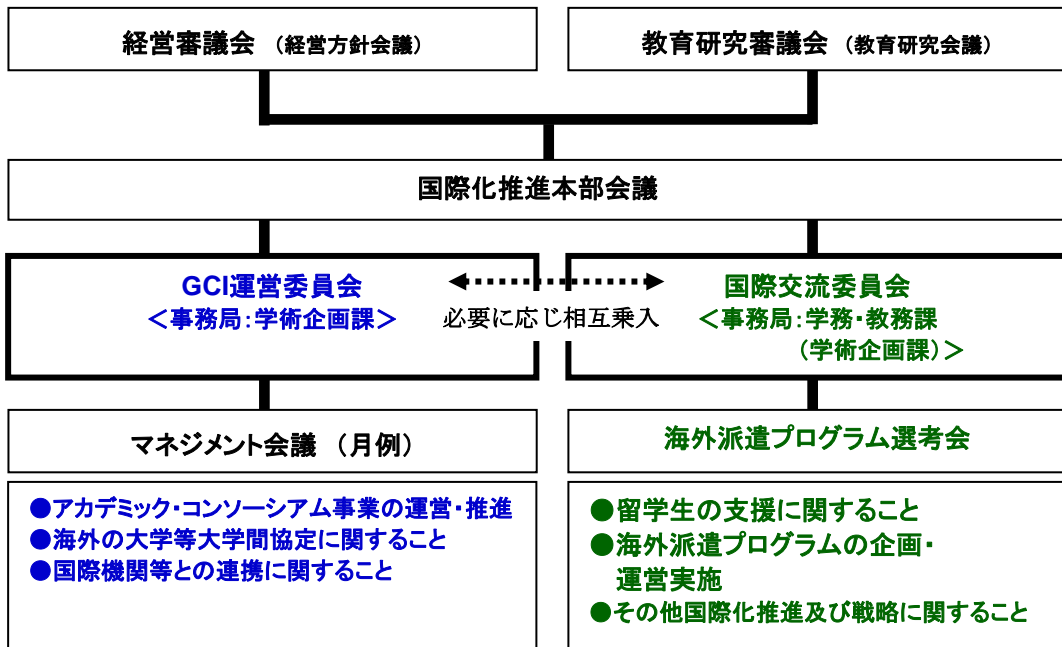 経営審議会 （経営方針会議）
教育研究審議会 （教育研究会議）
国際化推進本部会議
GCI運営委員会
＜事務局：学術企画課＞
必要に応じ相互乗入
国際交流委員会
＜事務局：学務・教務課
（学術企画課）＞
マネジメント会議 （月例）
●アカデミック・コンソーシアム事業の運営・推進
●海外の大学等大学間協定に関すること
●国際機関等との連携に関すること
海外派遣プログラム選考会
●留学生の支援に関すること
●海外派遣プログラムの企画・
運営実施
●その他国際化推進及び戦略に関すること